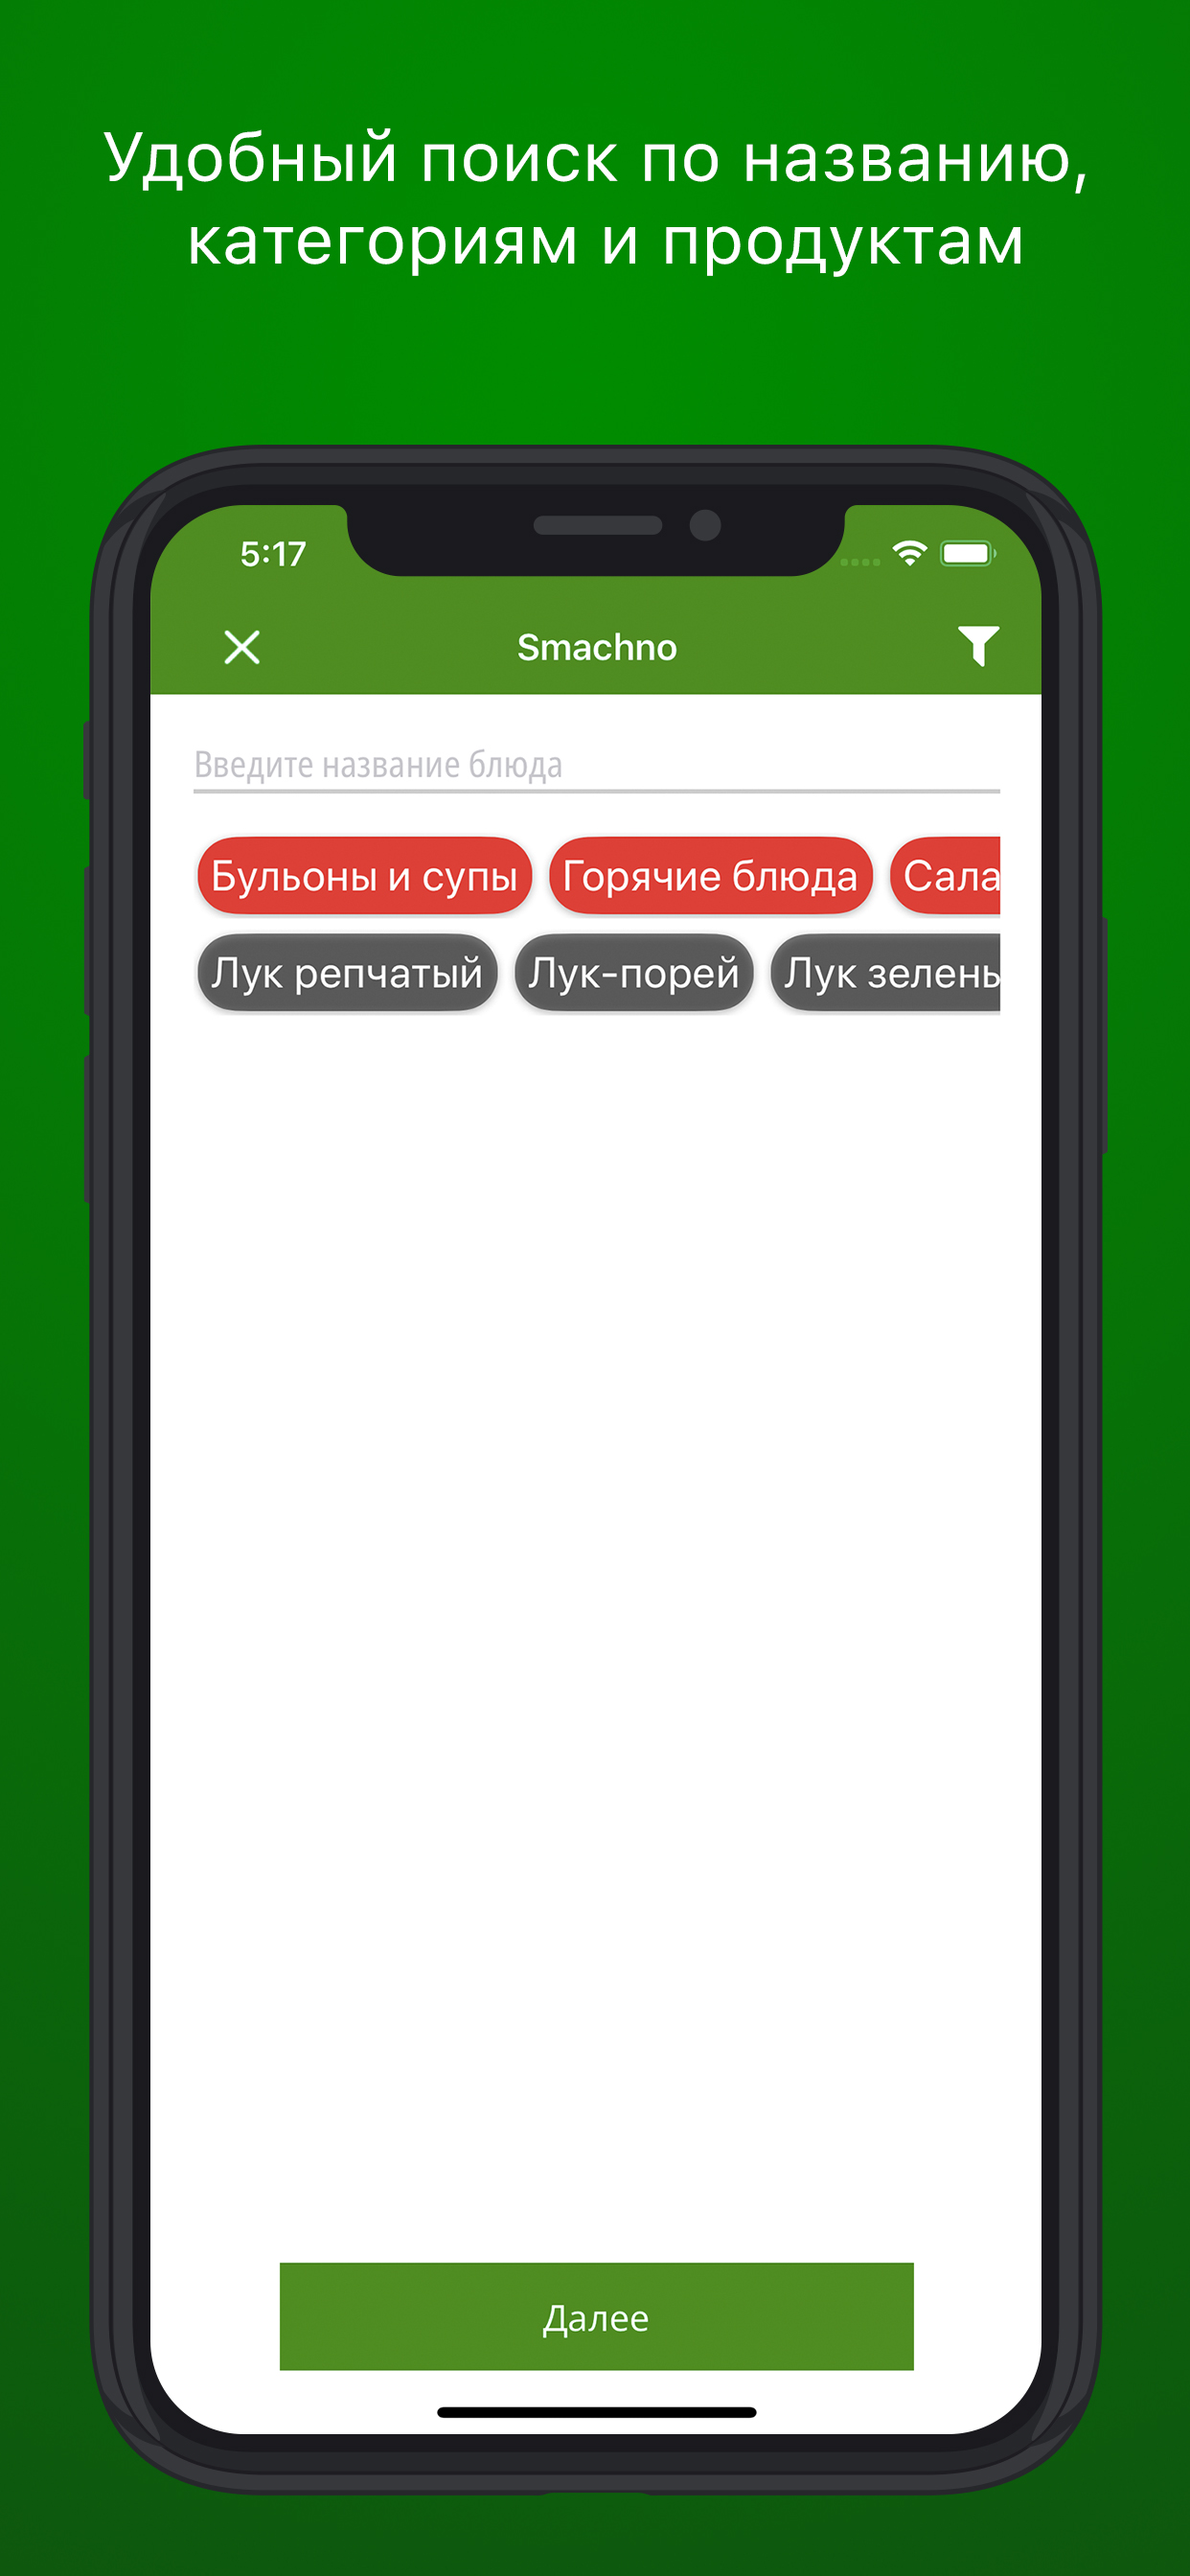 Удобный поиск по названию,
категориям и продуктам
5:17
Smachno
Введите название блюда
Бульоны и супы Горячие блюда Сала
Лук репчатый Лук-порей Лук зелены
Далее